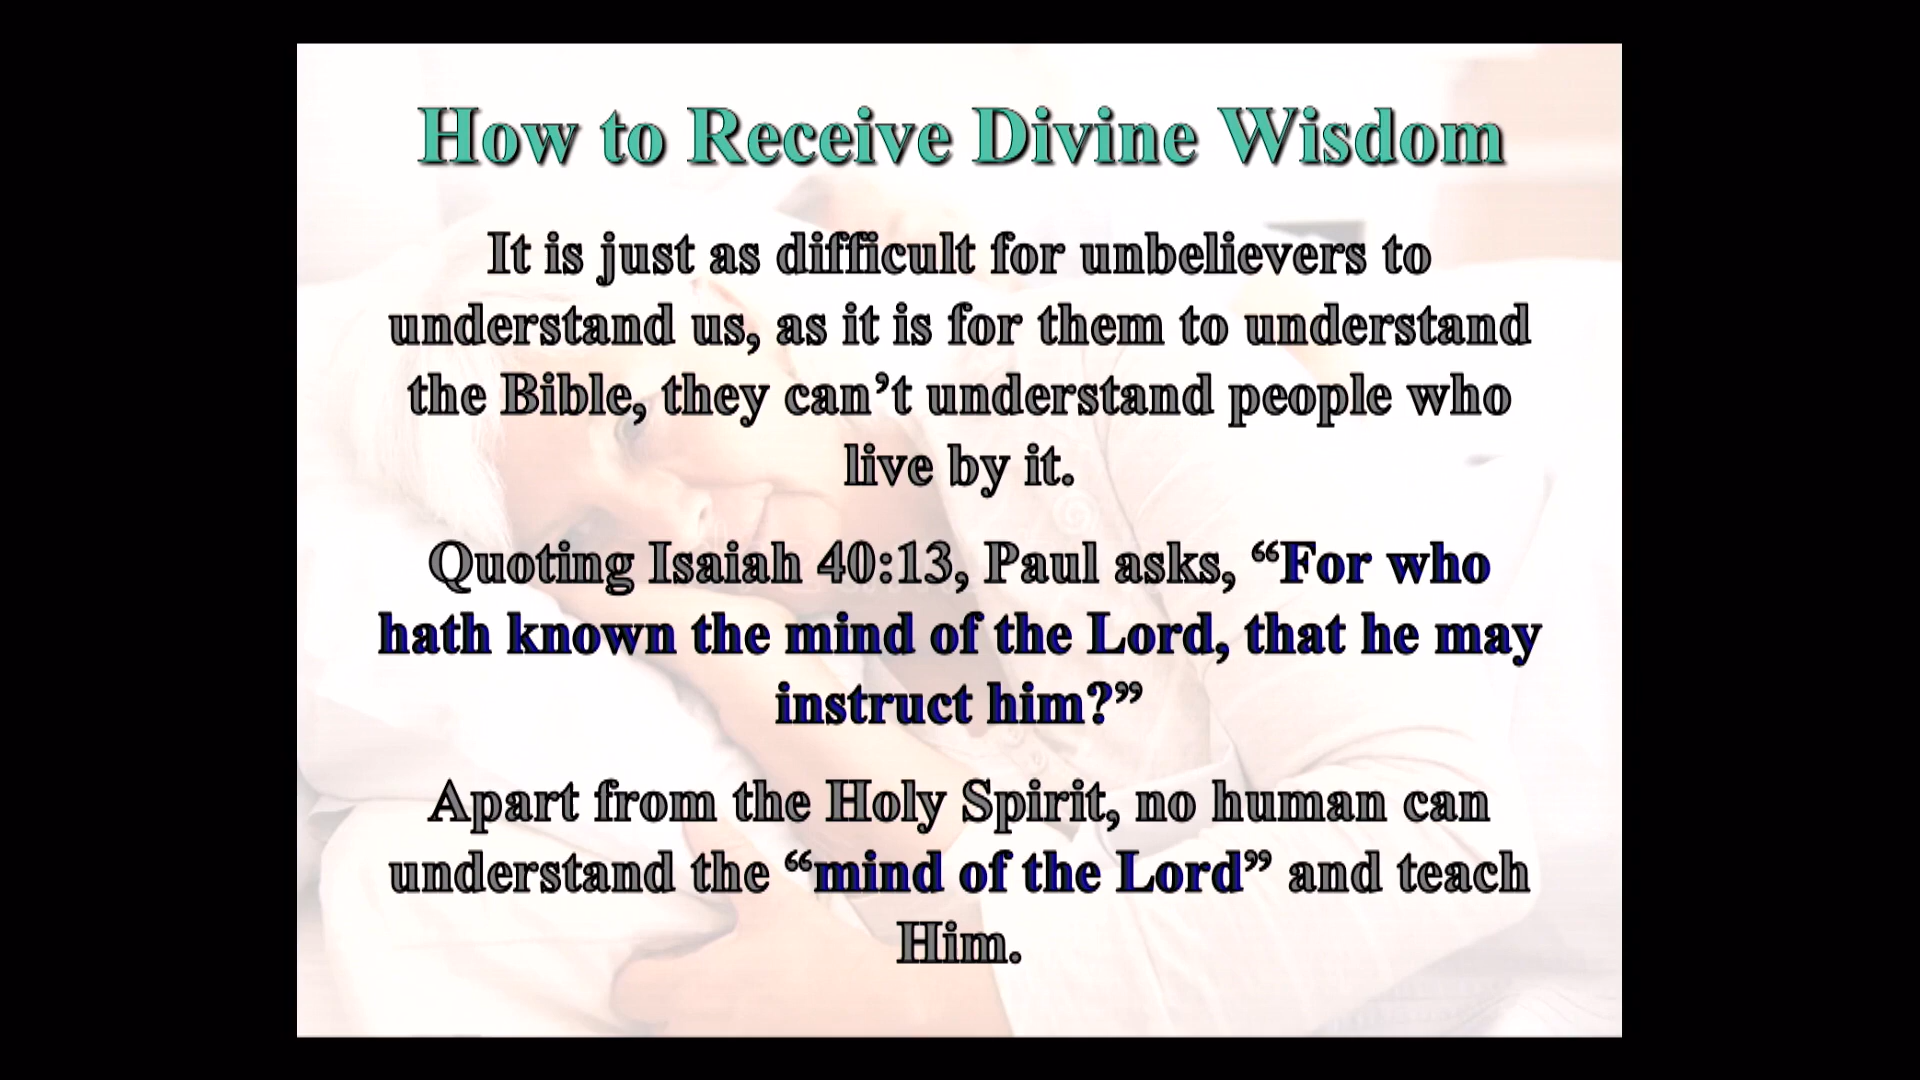 How to Receive Divine Wisdom
It is just as difficult for unbelievers to
understand us, as it is for them to understand
the Bible, they can’t understand people who
live by it.
Quoting Isaiah 40:13, Paul asks, “For who
hath known the mind of the Lord, that he may
instruct him?”
Apart from the Holy Spirit, no human can
understand the “mind of the Lord” and teach
Him.